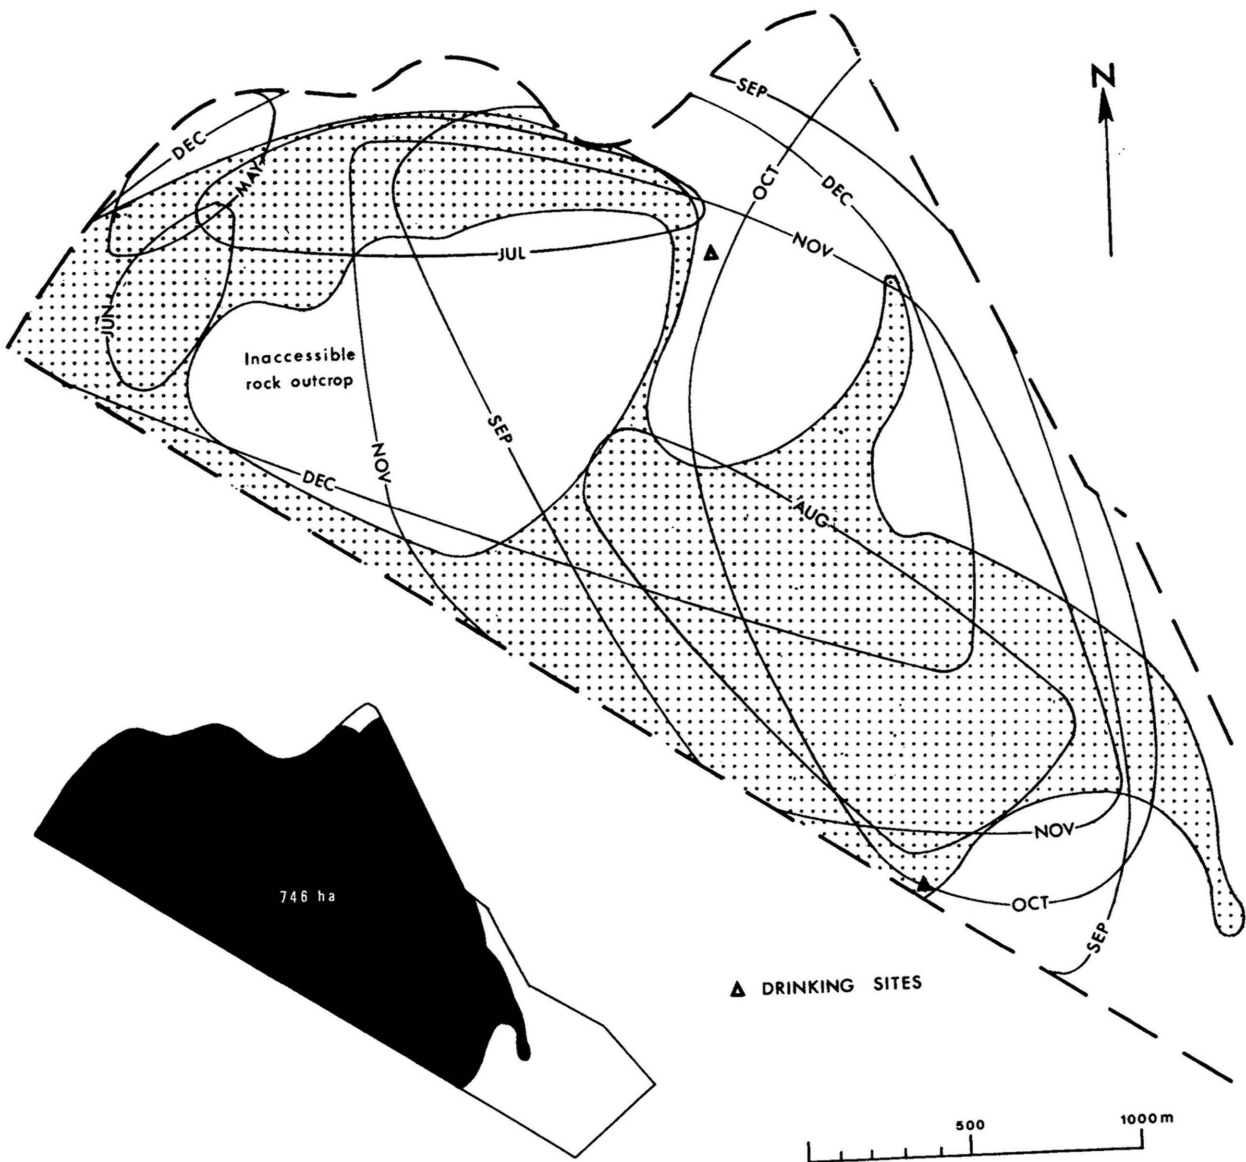 SEP
N
DEC
MAY
OCT
DEC
NOV
JUL
JUN
Inaccessible
rock outcrop
SEP
NOV
DEC
AUG
NOV
746 ha
OCT
SEP
DRINKING SITES
500
1000m